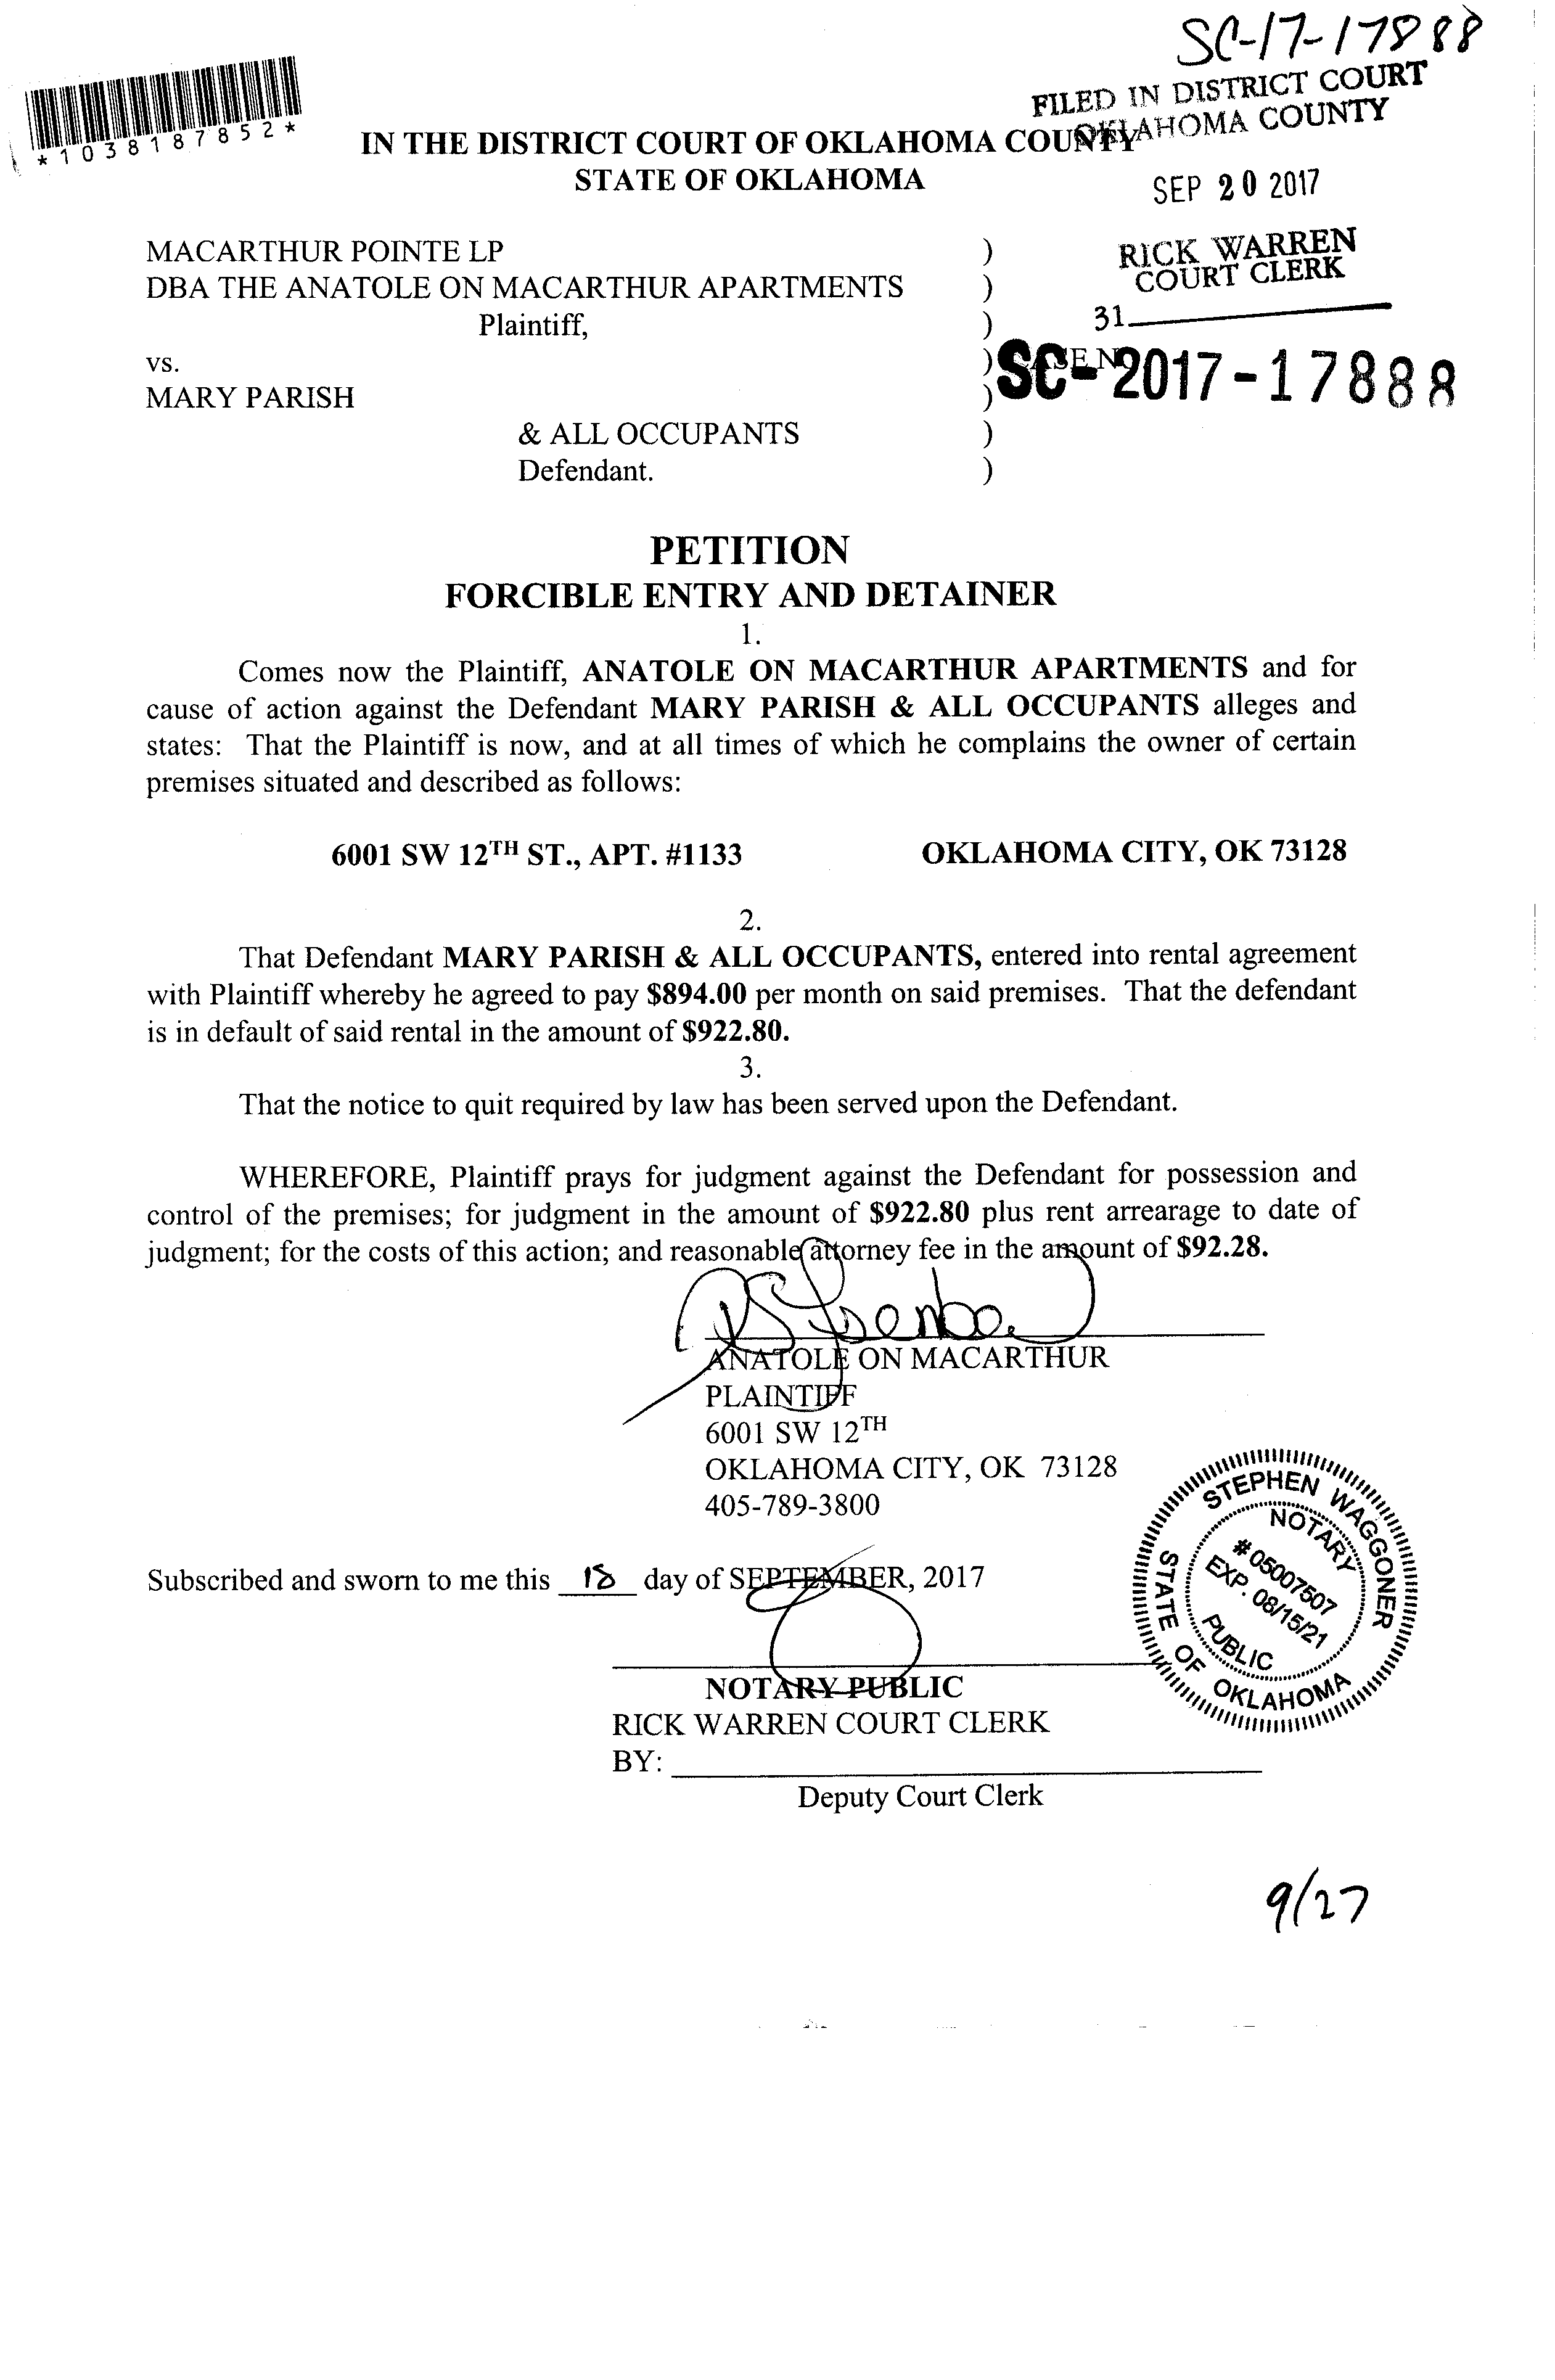 SC-17-17888
FILED IN DISTRICT COURT
OKLAHOMA COUNTY
*1038187852*
IN THE DISTRICT COURT OF OKLAHOMA COUNTY
STATE OF OKLAHOMA
SEP 20 2017
RICK WARREN
COURT CLERK
31
MACARTHUR POINTE LP )
DBA THE ANATOLE ON MACARTHUR APARTMENTS )
Plaintiff, )
vs. ) CASE NO
SC-2017-17888
MARY PARISH )
& ALL OCCUPANTS )
Defendant. )
PETITION
FORCIBLE ENTRY AND DETAINER
1.
Comes now the Plaintiff, ANATOLE ON MACARTHUR APARTMENTS and for
cause of action against the Defendant MARY PARISH & ALL OCCUPANTS alleges and
states: That the Plaintiff is now, and at all times of which he complains the owner of certain
premises situated and described as follows:
6001 SW 12TH ST., APT. #1133 OKLAHOMA CITY, OK 73128
2.
That Defendant MARY PARISH & ALL OCCUPANTS, entered into rental agreement
with Plaintiff whereby he agreed to pay $894.00 per month on said premises. That the defendant
is in default of said rental in the amount of $922.80.
3.
That the notice to quit required by law has been served upon the Defendant.
WHEREFORE, Plaintiff prays for judgment against the Defendant for possession and
control of the premises; for judgment in the amount of $922.80 plus rent arrearage to date of
judgment; for the costs of this action; and reasonable attorney fee in the amount of $92.28.
ANATOLE ON MACARTHUR
PLAINTIFF
6001 SW 12TH
OKLAHOMA CITY, OK 73128
405-789-3800
Subscribed and sworn to me this 18 day of SEPTEMBER, 2017
STEPHEN WAGGONER
STATE OF OKLAHOMA
NOTARY
#05007507
EXP. 08/15/21
PUBLIC
NOTARY PUBLIC
RICK WARREN COURT CLERK
BY:
Deputy Court Clerk
9/27